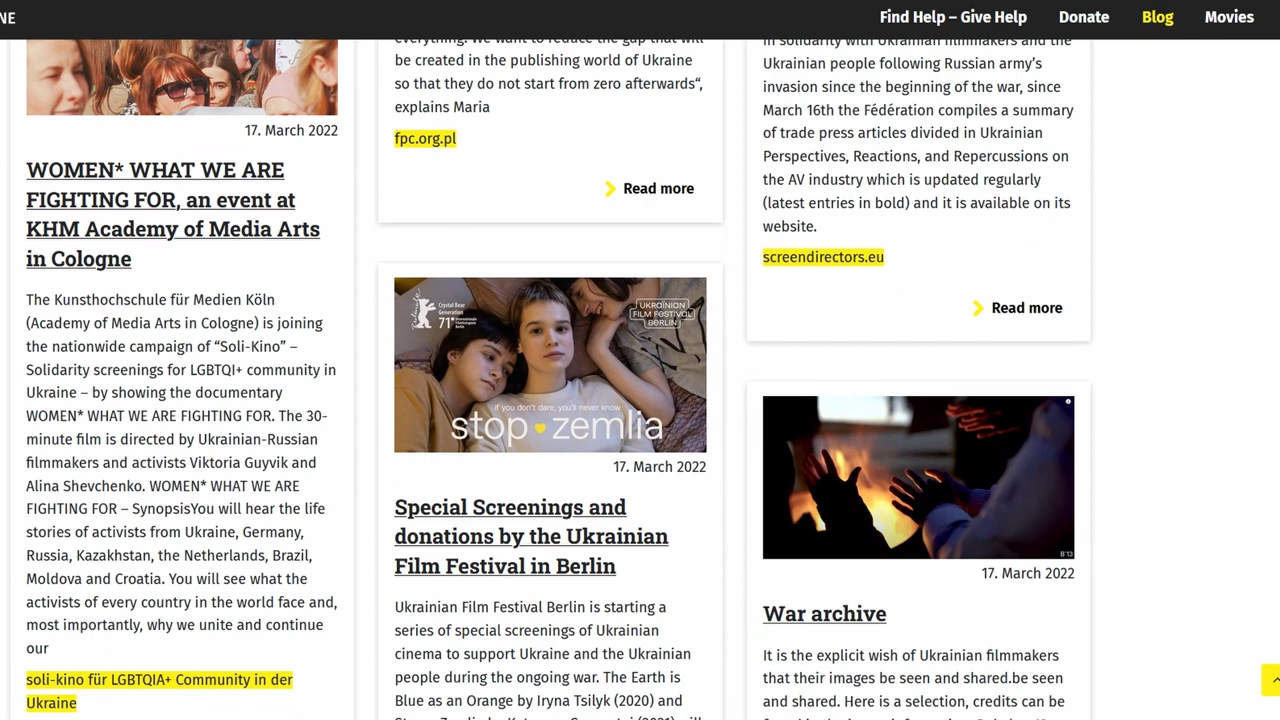 NE
Find Help – Give Help
Donate
Blog
Movies
17. March 2022
WOMEN* WHAT WE ARE
FIGHTING FOR, an event at
KHM Academy of Media Arts
in Cologne
The Kunsthochschule für Medien Köln
(Academy of Media Arts in Cologne) is joining
the nationwide campaign of “Soli-Kino” –
Solidarity screenings for LGBTQI+ community in
Ukraine – by showing the documentary
WOMEN* WHAT WE ARE FIGHTING FOR. The 30-
minute film is directed by Ukrainian-Russian
filmmakers and activists Viktoria Guyvik and
Alina Shevchenko. WOMEN* WHAT WE ARE
FIGHTING FOR – SynopsisYou will hear the life
stories of activists from Ukraine, Germany,
Russia, Kazakhstan, the Netherlands, Brazil,
Moldova and Croatia. You will see what the
activists of every country in the world face and,
most importantly, why we unite and continue
our
soli-kino für LGBTQIA+ Community in der
Ukraine
everything we want to reduce the gap that will
be created in the publishing world of Ukraine
so that they do not start from zero afterwards“,
explains Maria
fpc.org.pl
Read more
Crystal Bear
Generation
71
UKRAINIAN
FILM FESTIVAL
BERLIN
if you don't dare, you'll never know
stop zemlia
17. March 2022
Special Screenings and
donations by the Ukrainian
Film Festival in Berlin
Ukrainian Film Festival Berlin is starting a
series of special screenings of Ukrainian
cinema to support Ukraine and the Ukrainian
people during the ongoing war. The Earth is
Blue as an Orange by Iryna Tsilyk (2020) and
in solidarity with Ukrainian filmmakers and the
Ukrainian people following Russian army’s
invasion since the beginning of the war, since
March 16th the Fédération compiles a summary
of trade press articles divided in Ukrainian
Perspectives, Reactions, and Repercussions on
the AV industry which is updated regularly
(latest entries in bold) and it is available on its
website.
screendirectors.eu
Read more
B'13
17. March 2022
War archive
It is the explicit wish of Ukrainian filmmakers
that their images be seen and shared.be seen
and shared. Here is a selection, credits can be